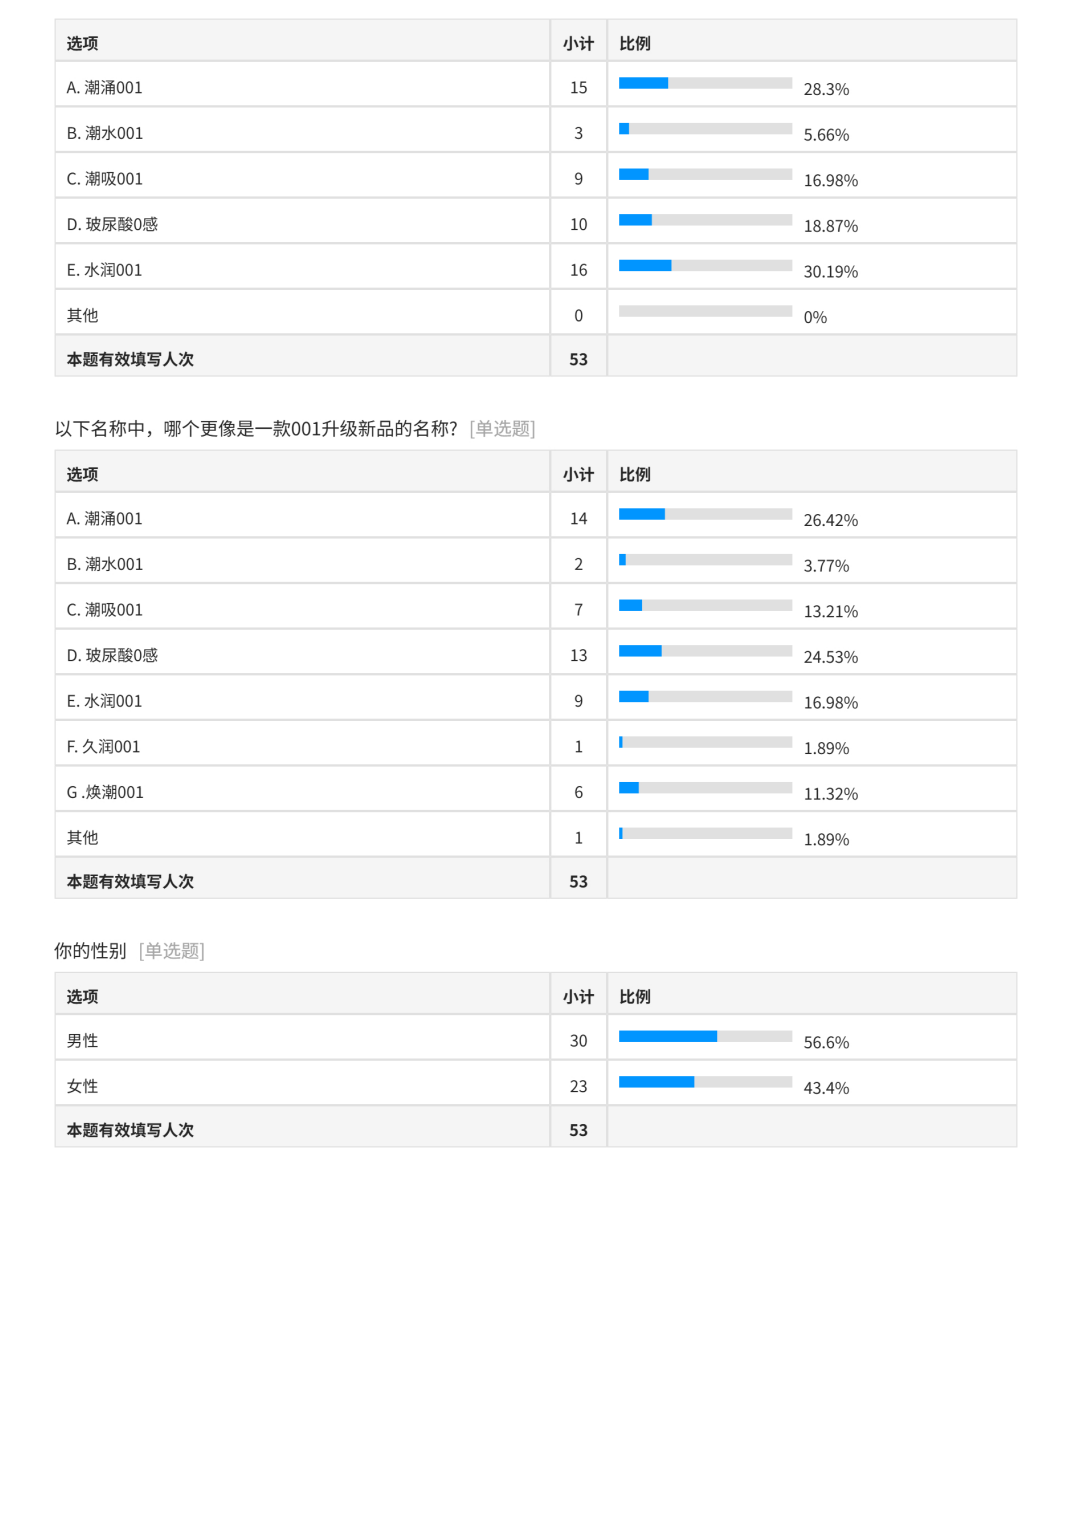 选项 小计 比例
A. 潮涌001 15 28.3%
B. 潮水001 3 5.66%
C. 潮吸001 9 16.98%
D. 玻尿酸0感 10 18.87%
E. 水润001 16 30.19%
其他 0 0%
本题有效填写人次 53
以下名称中，哪个更像是一款001升级新品的名称? [单选题]
选项 小计 比例
A. 潮涌001 14 26.42%
B. 潮水001 2 3.77%
C. 潮吸001 7 13.21%
D. 玻尿酸0感 13 24.53%
E. 水润001 9 16.98%
F. 久润001 1 1.89%
G .焕潮001 6 11.32%
其他 1 1.89%
本题有效填写人次 53
你的性别 [单选题]
选项 小计 比例
男性 30 56.6%
女性 23 43.4%
本题有效填写人次 53